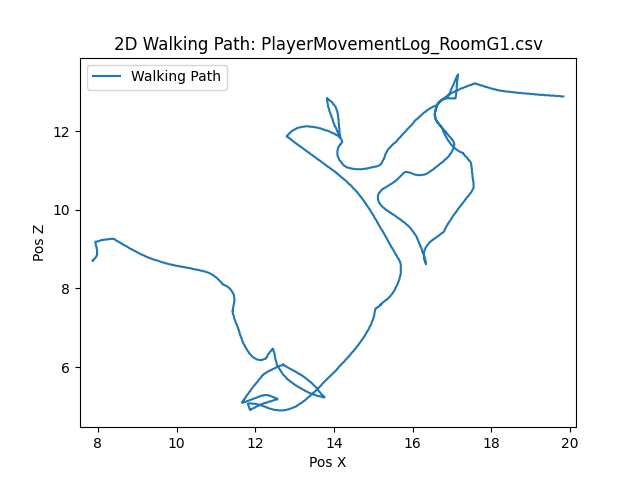 2D Walking Path: PlayerMovementLog_RoomG1.csv
Walking Path
12
10
8
6
Pos Z
8 10 12 14 16 18 20
Pos X